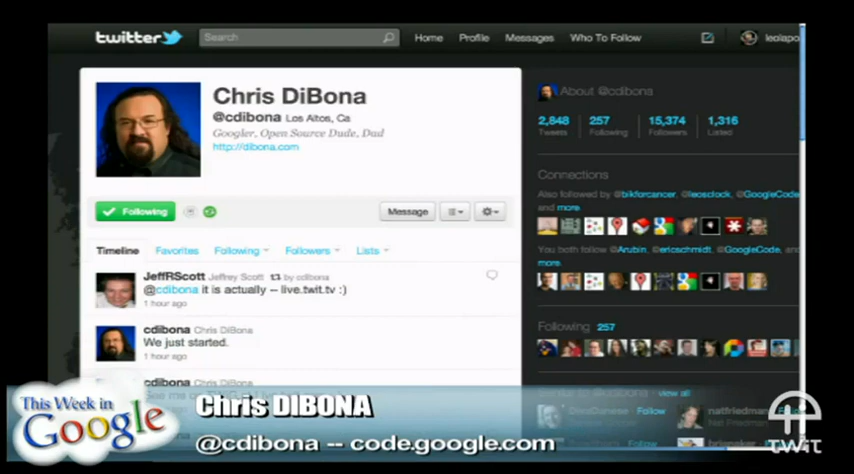 twitter
Search
Home Profile Messages Who To Follow
leolapo
Chris DiBona
@cdibona Los Altos, Ca
Googler, Open Source Dude, Dad
http://dibona.com
Following
Message
Timeline Favorites Following Followers Lists
JeffRScott Jeffrey Scott by cdibona
@cdibona it is actually -- live.twit.tv :)
1 hour ago
cdibona Chris DiBona
We just started.
1 hour ago
cdibona Chris DiBona
About @cdibona
2,848 257 15,374 1,316
Tweets Following Followers Listed
Connections
Also followed by @bikforcancer, @leosclock, @GoogleCode
and more.
You both follow @Arubin, @ericschmidt, @GoogleCode, and
more.
Following 257
view all
Follow natfriedman
This Week in
Google
Chris DIBONA
@cdibona -- code.google.com
TWiT